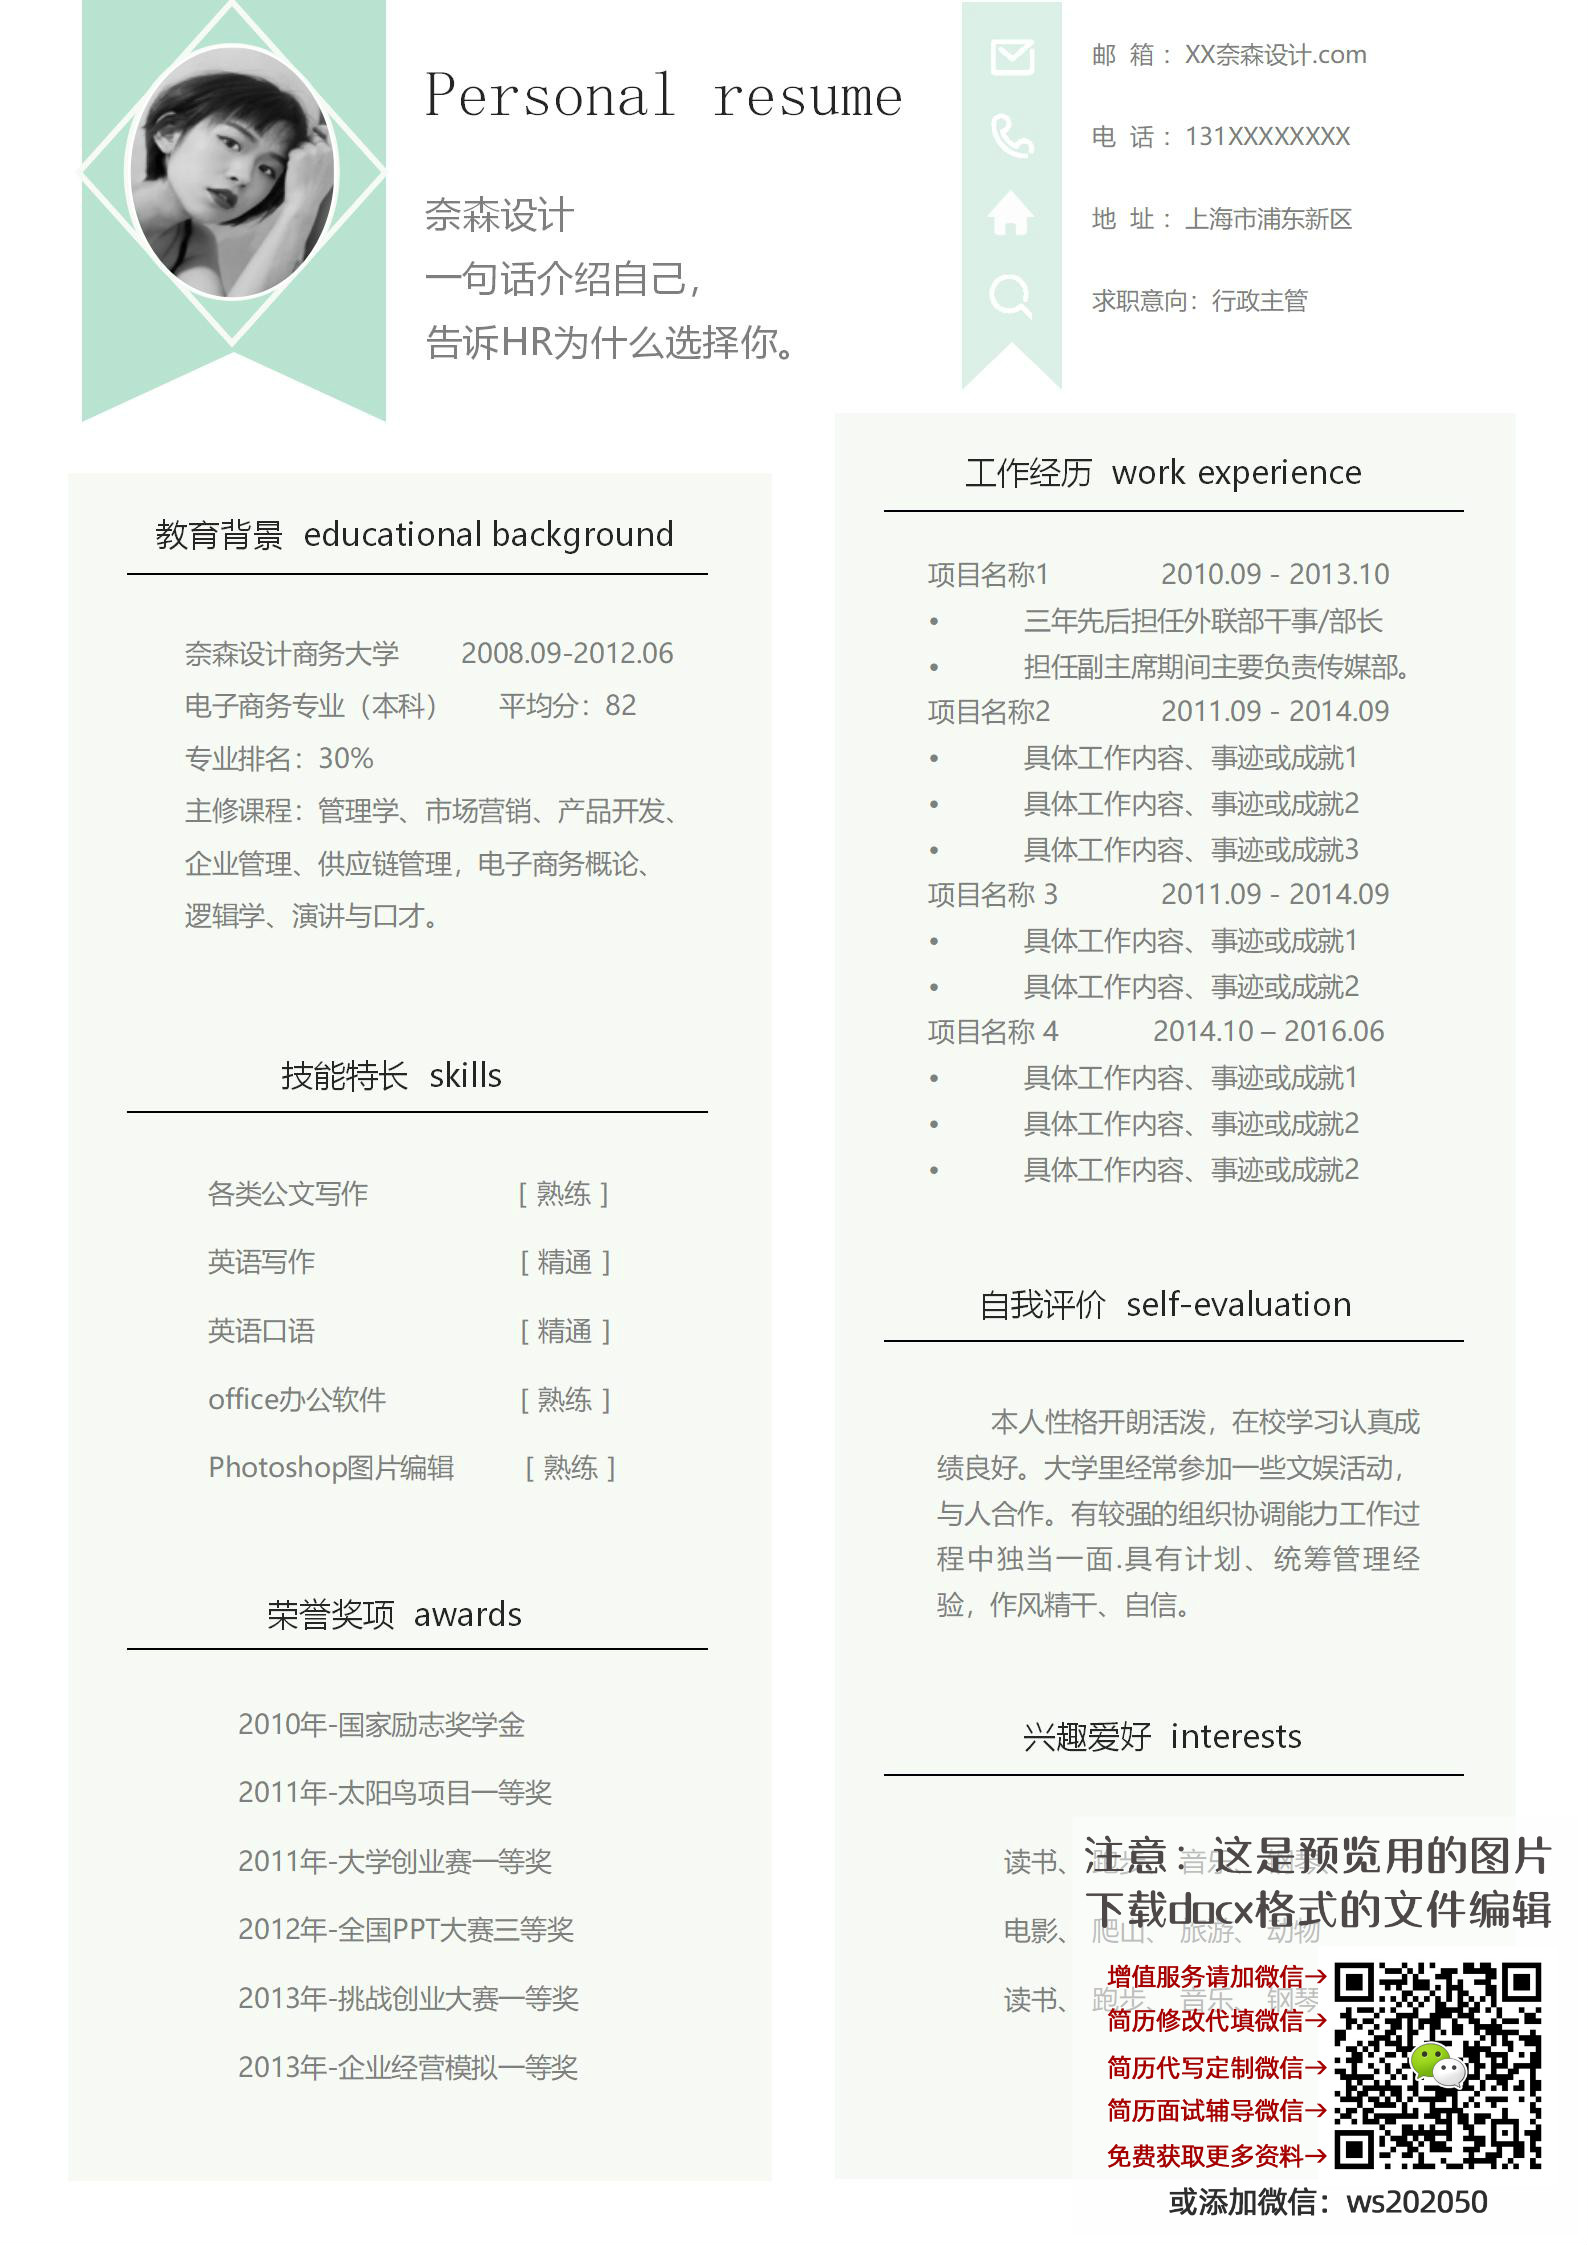 Personal resume
奈森设计
一句话介绍自己，
告诉HR为什么选择你。
邮 箱：XX奈森设计.com
电 话：131XXXXXXXX
地 址：上海市浦东新区
求职意向：行政主管
教育背景 educational background
奈森设计商务大学 2008.09-2012.06
电子商务专业（本科） 平均分：82
专业排名：30%
主修课程：管理学、市场营销、产品开发、
企业管理、供应链管理，电子商务概论、
逻辑学、演讲与口才。
技能特长 skills
各类公文写作 [ 熟练 ]
英语写作 [ 精通 ]
英语口语 [ 精通 ]
office办公软件 [ 熟练 ]
Photoshop图片编辑 [ 熟练 ]
荣誉奖项 awards
2010年-国家励志奖学金
2011年-太阳鸟项目一等奖
2011年-大学创业赛一等奖
2012年-全国PPT大赛三等奖
2013年-挑战创业大赛一等奖
2013年-企业经营模拟一等奖
工作经历 work experience
项目名称1 2010.09 - 2013.10
• 三年先后担任外联部干事/部长
• 担任副主席期间主要负责传媒部。
项目名称2 2011.09 - 2014.09
• 具体工作内容、事迹或成就1
• 具体工作内容、事迹或成就2
• 具体工作内容、事迹或成就3
项目名称 3 2011.09 - 2014.09
• 具体工作内容、事迹或成就1
• 具体工作内容、事迹或成就2
项目名称 4 2014.10 – 2016.06
• 具体工作内容、事迹或成就1
• 具体工作内容、事迹或成就2
• 具体工作内容、事迹或成就2
自我评价 self-evaluation
本人性格开朗活泼，在校学习认真成
绩良好。大学里经常参加一些文娱活动，
与人合作。有较强的组织协调能力工作过
程中独当一面.具有计划、统筹管理经
验，作风精干、自信。
兴趣爱好 interests
读书、 跑步、 音乐、 钢琴
电影、 爬山、 旅游、 动物
读书、 跑步、 音乐、 钢琴
注意：这是预览用的图片
下载docx格式的文件编辑
增值服务请加微信→
简历修改代填微信→
简历代写定制微信→
简历面试辅导微信→
免费获取更多资料→
或添加微信：ws202050